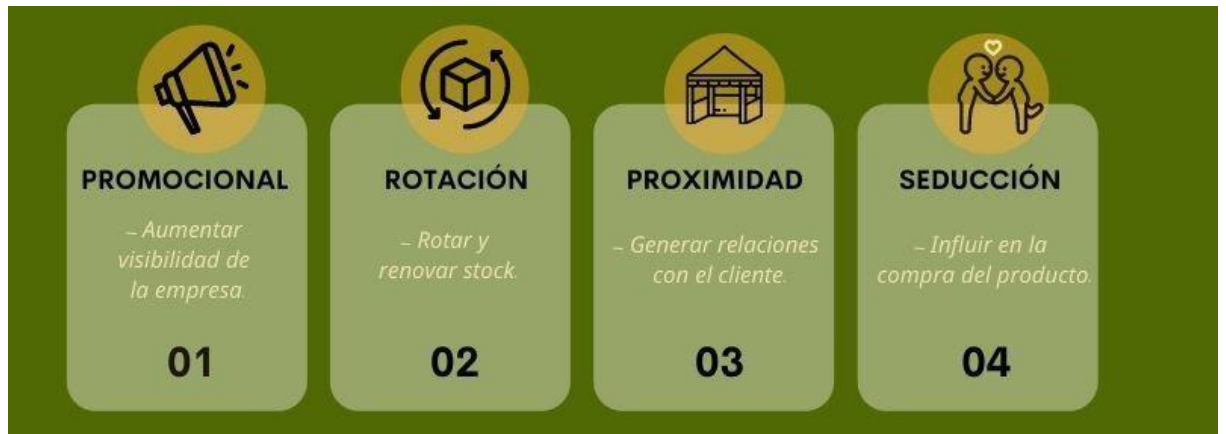 PROMOCIONAL
– Aumentar
visibilidad de
la empresa.
01
ROTACIÓN
– Rotar y
renovar stock.
02
PROXIMIDAD
– Generar relaciones
con el cliente.
03
SEDUCCIÓN
– Influir en la
compra del producto.
04